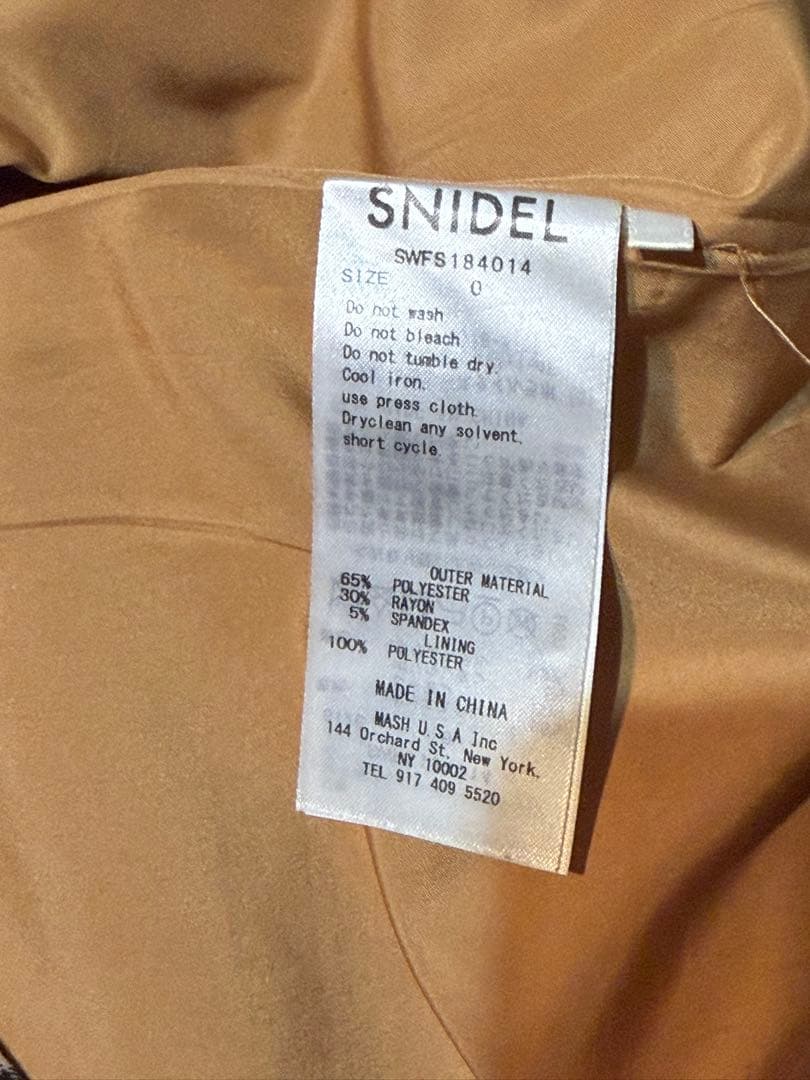 SNIDEL
SWFS184014
SIZE 0
Do not wash
Do not bleach
Do not tumble dry.
Cool iron.
use press cloth.
Dryclean any solvent.
short cycle.
OUTER MATERIAL
65% POLYESTER
30% RAYON
5% SPANDEX
LINING
100% POLYESTER
MADE IN CHINA
MASH U.S.A Inc
144 Orchard St, New York,
NY 10002
TEL 917 409 5520